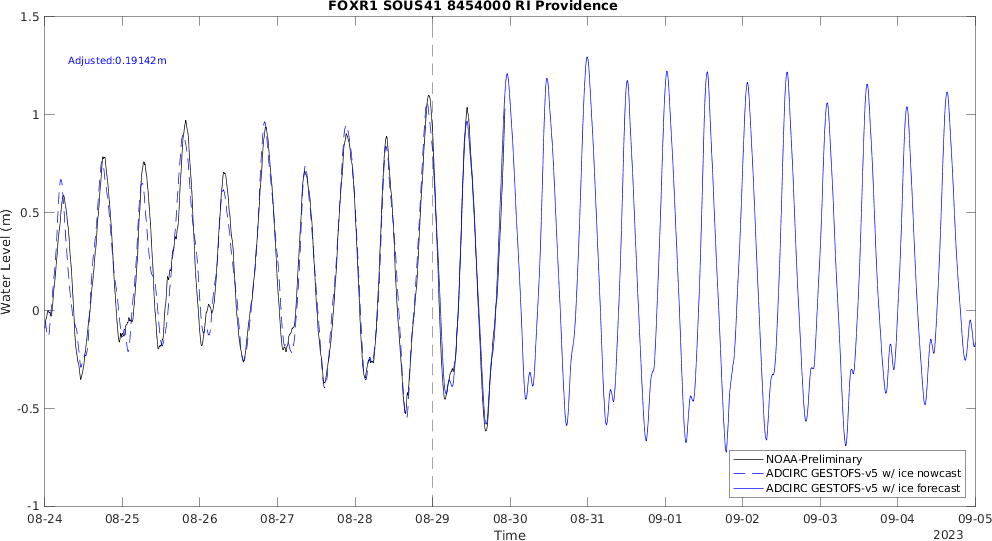 FOXR1 SOUS41 8454000 RI Providence
Adjusted:0.19142m
Water Level (m)
1.5
1
0.5
0
-0.5
-1
NOAA-Preliminary
ADCIRC GESTOFS-v5 w/ ice nowcast
ADCIRC GESTOFS-v5 w/ ice forecast
08-24 08-25 08-26 08-27 08-28 08-29 08-30 08-31 09-01 09-02 09-03 09-04 09-05
Time
2023